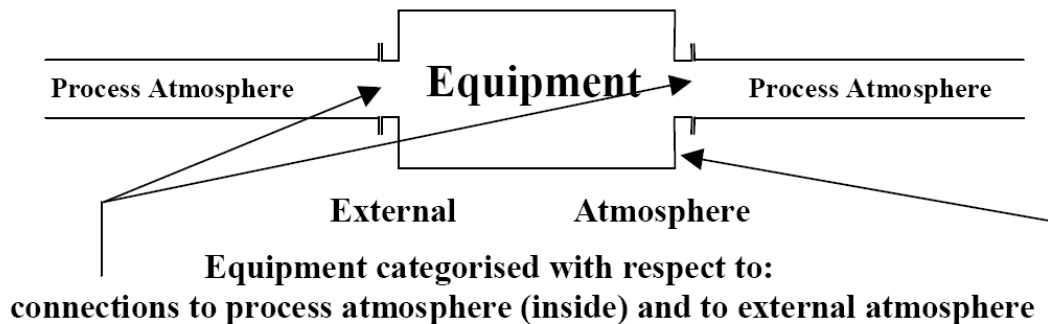 Process Atmosphere
Equipment
Process Atmosphere
External Atmosphere
Equipment categorised with respect to:
connections to process atmosphere (inside) and to external atmosphere